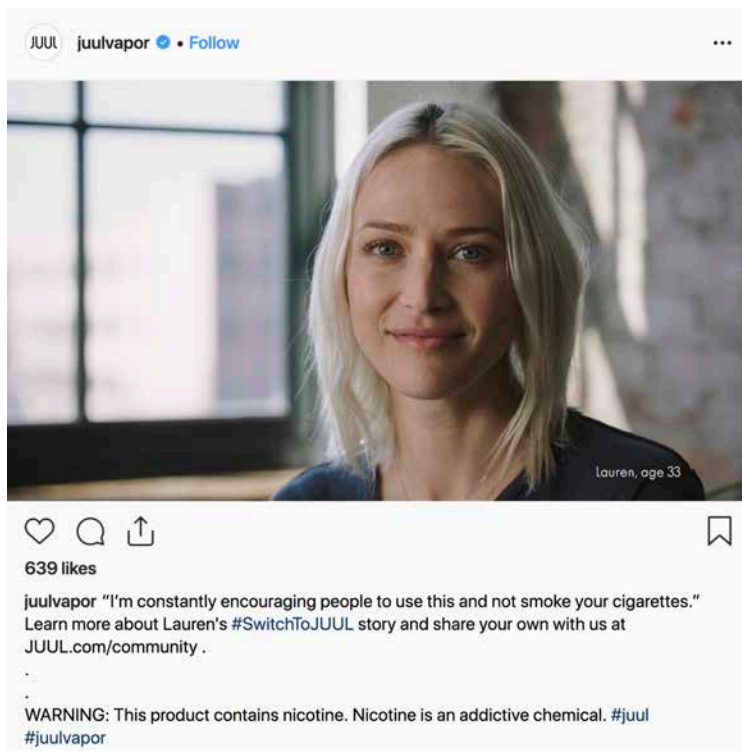 JUUL juulvapor • Follow
Lauren, age 33
639 likes
juulvapor “I’m constantly encouraging people to use this and not smoke your cigarettes.”
Learn more about Lauren's #SwitchToJUUL story and share your own with us at
JUUL.com/community .
.
.
WARNING: This product contains nicotine. Nicotine is an addictive chemical. #juul
#juulvapor